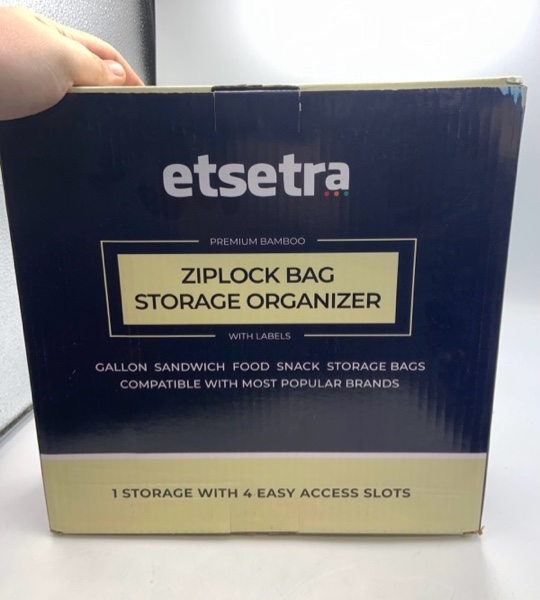 etsetra
PREMIUM BAMBOO
ZIPLOCK BAG
STORAGE ORGANIZER
WITH LABELS
GALLON SANDWICH FOOD SNACK STORAGE BAGS
COMPATIBLE WITH MOST POPULAR BRANDS
1 STORAGE WITH 4 EASY ACCESS SLOTS